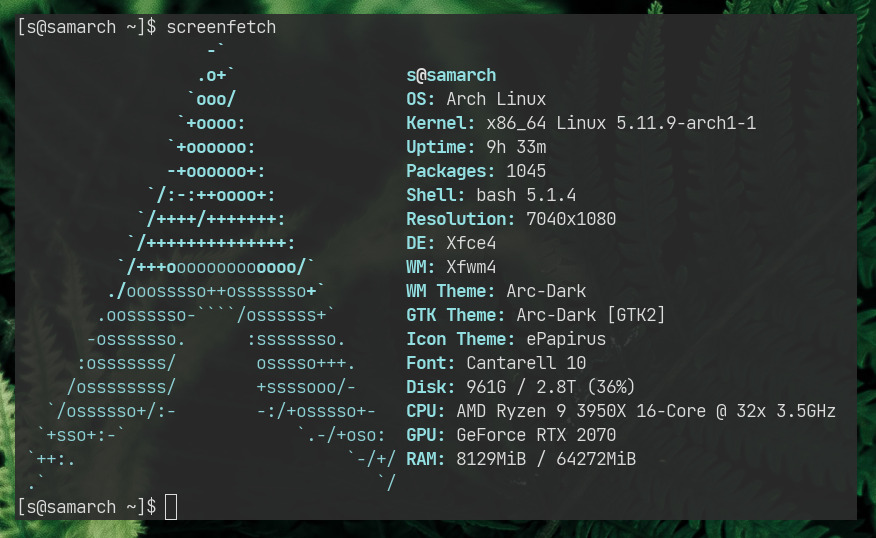 [s@samarch ~]$ screenfetch
                   -`
                  .o+`                 s@samarch
                 `ooo/                 OS: Arch Linux
                `+oooo:                Kernel: x86_64 Linux 5.11.9-arch1-1
               `+oooooo:               Uptime: 9h 33m
               -+oooooo+:              Packages: 1045
             `/:-:++oooo+:             Shell: bash 5.1.4
            `/++++/+++++++:            Resolution: 7040x1080
           `/++++++++++++++:           DE: Xfce4
          `/+++ooooooooooooo/`         WM: Xfwm4
         ./ooosssso++osssssso+`        WM Theme: Arc-Dark
        .oossssso-````/ossssss+`       GTK Theme: Arc-Dark [GTK2]
       -osssssso.      :ssssssso.      Icon Theme: ePapirus
      :osssssss/        osssso+++.     Font: Cantarell 10
     /ossssssss/        +ssssooo/-     Disk: 961G / 2.8T (36%)
   `/ossssso+/:-        -:/+osssso+-   CPU: AMD Ryzen 9 3950X 16-Core @ 32x 3.5GHz
  `+sso+:-`                 `.-/+oso:  GPU: GeForce RTX 2070
 `++:.                           `-/+/ RAM: 8129MiB / 64272MiB
 .`                                 `/
[s@samarch ~]$